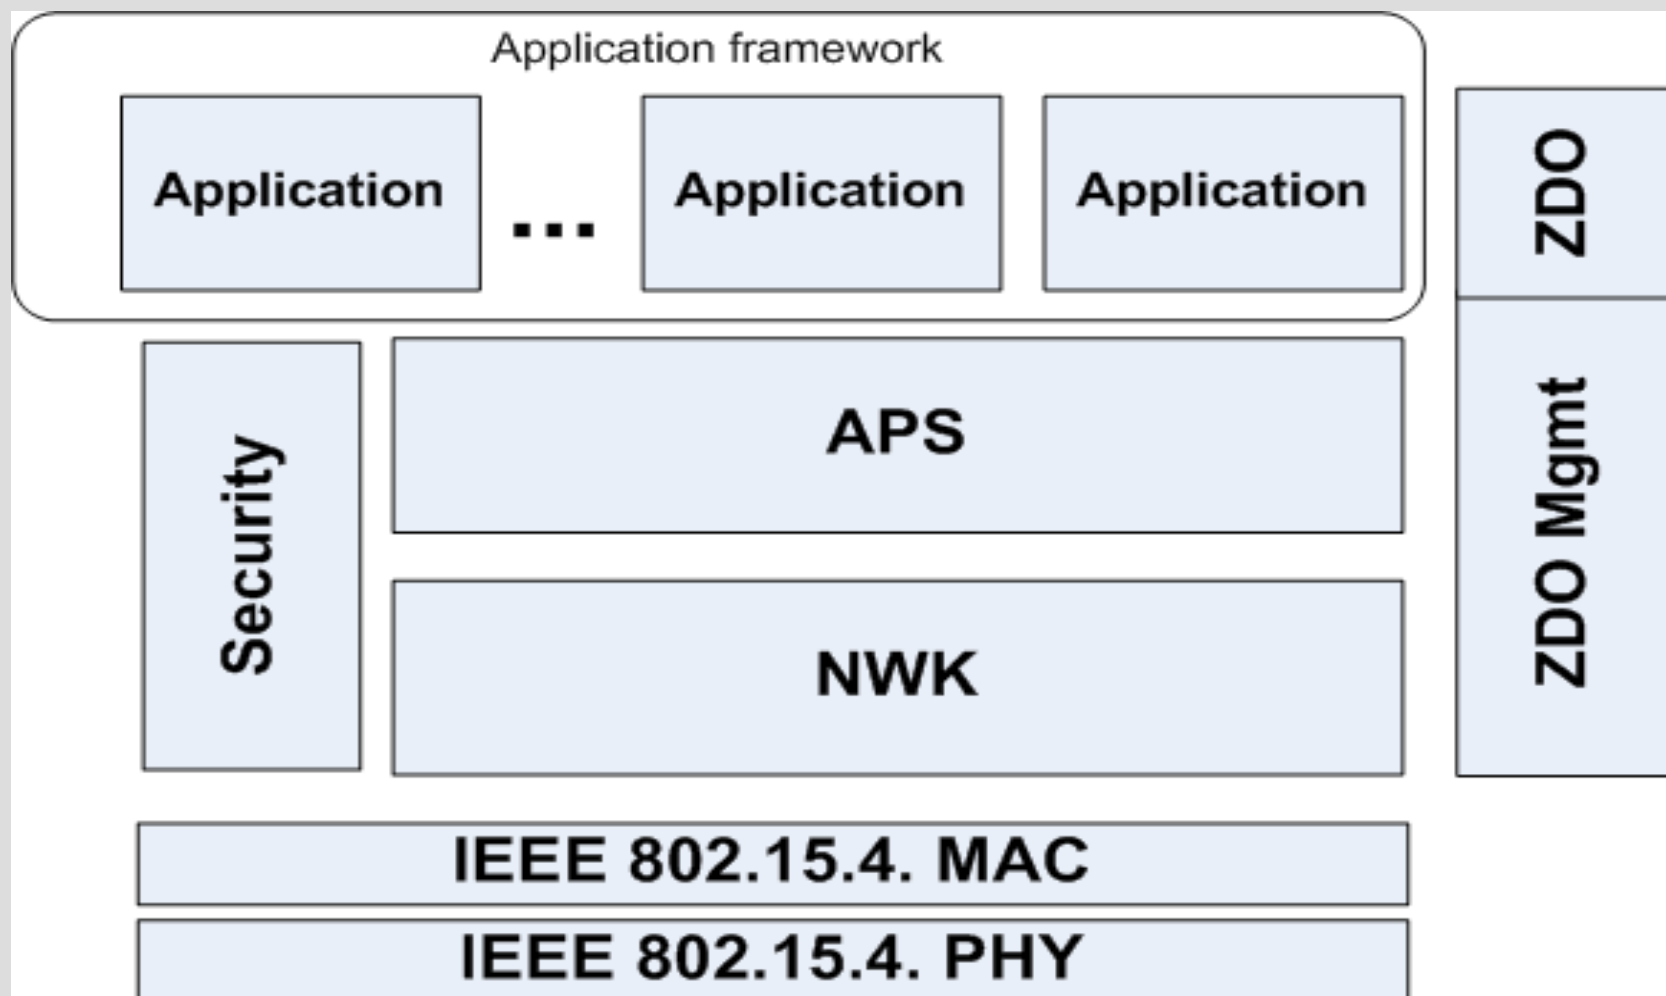 Application framework
Application
...
Application
Application
ZDO
Security
APS
ZDO Mgmt
NWK
IEEE 802.15.4. MAC
IEEE 802.15.4. PHY